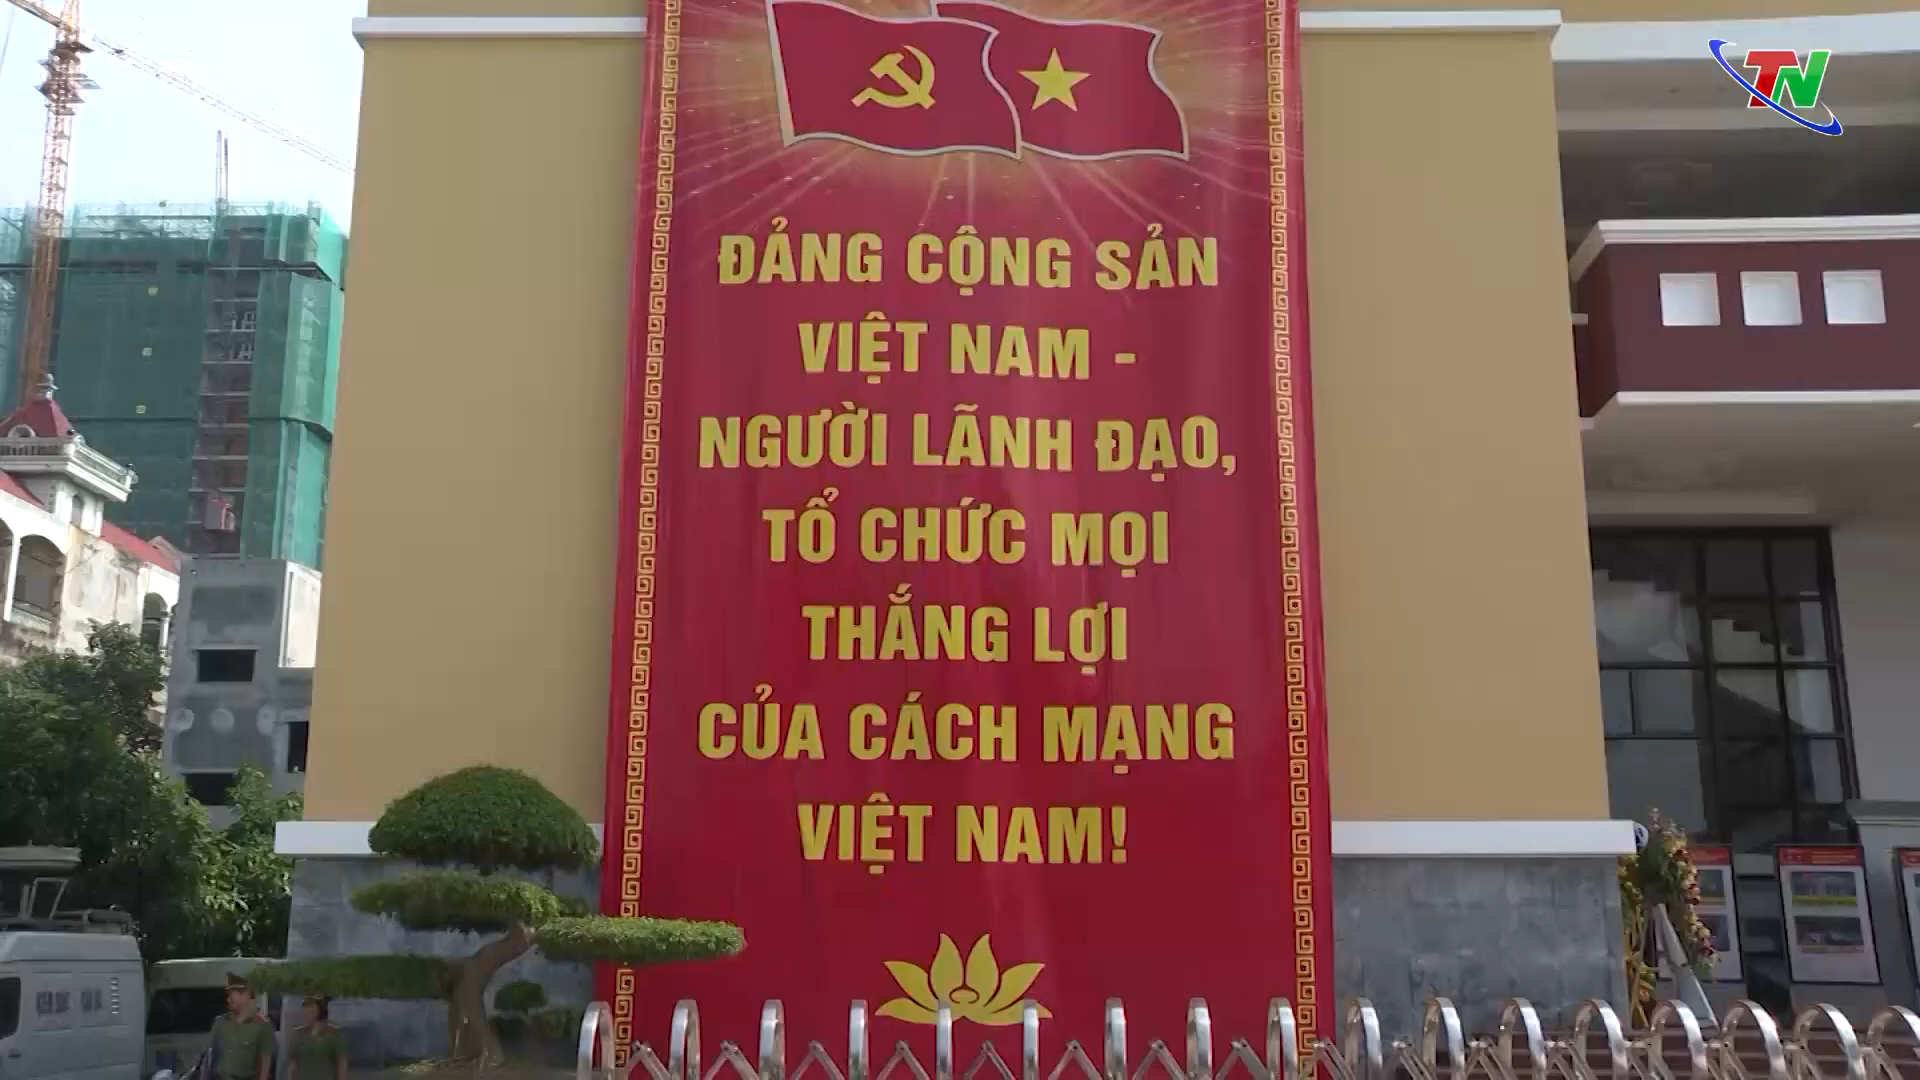 TN
ĐẢNG CỘNG SẢN
VIỆT NAM -
NGƯỜI LÃNH ĐẠO,
TỔ CHỨC MỌI
THẮNG LỢI
CỦA CÁCH MẠNG
VIỆT NAM!